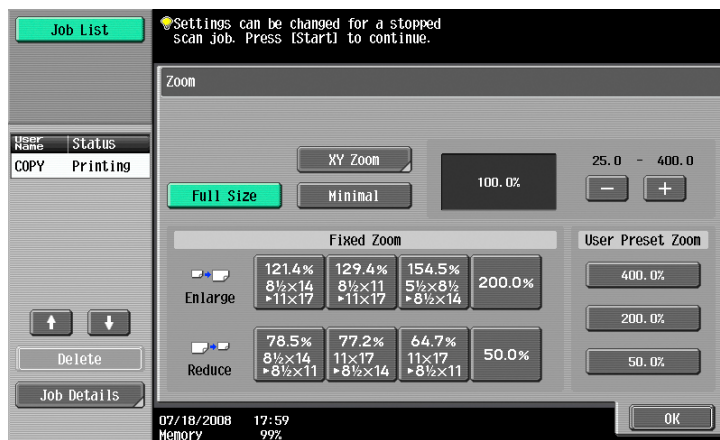 Job List
Settings can be changed for a stopped
scan job. Press [Start] to continue.
Zoom
User Name Status
COPY Printing
XY Zoom
Full Size
Minimal
100.0%
25.0 - 400.0
− +
Fixed Zoom
User Preset Zoom
Enlarge
121.4%
8½×14
▸11×17
129.4%
8½×11
▸11×17
154.5%
5½×8½
▸8½×14
200.0%
Reduce
78.5%
8½×14
▸8½×11
77.2%
11×17
▸8½×14
64.7%
11×17
▸8½×11
50.0%
400.0%
200.0%
50.0%
Delete
Job Details
07/18/2008 17:59
Memory 99%
OK